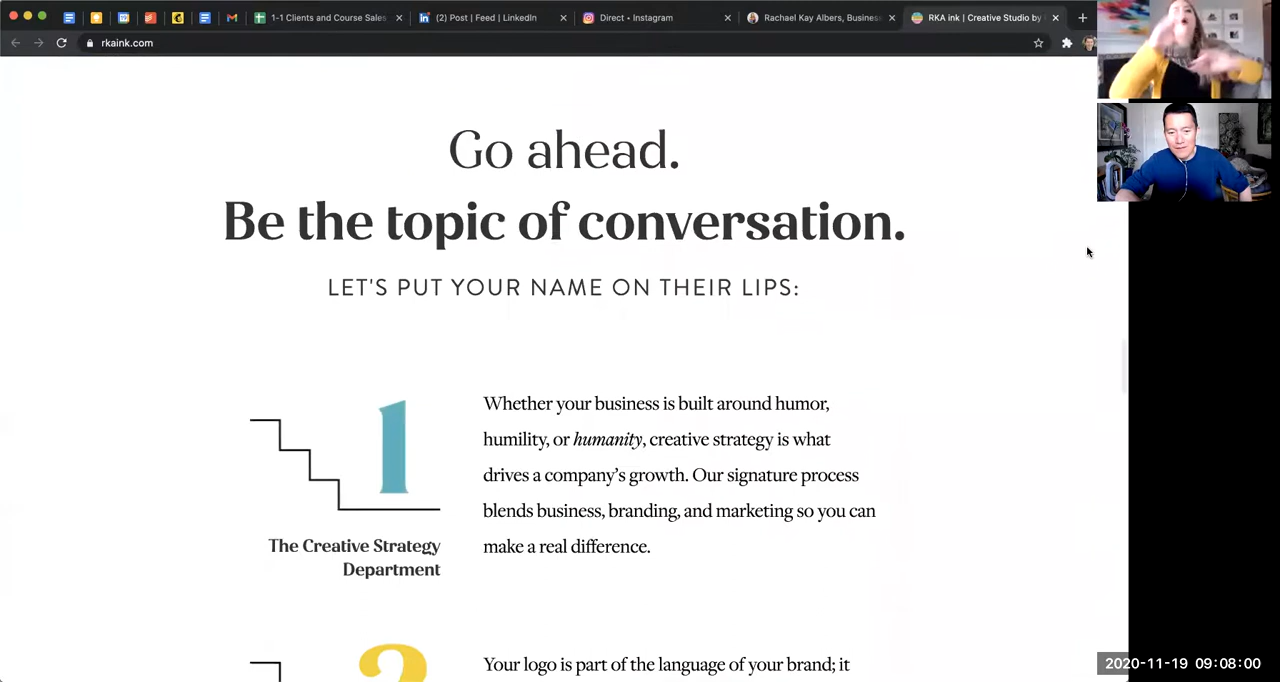 1-1 Clients and Course Sales
(2) Post | Feed | LinkedIn
Direct • Instagram
Rachael Kay Albers, Business
RKA ink | Creative Studio by
rkaink.com
Go ahead.
Be the topic of conversation.
LET'S PUT YOUR NAME ON THEIR LIPS:
1
The Creative Strategy
Department
Whether your business is built around humor,
humility, or humanity, creative strategy is what
drives a company’s growth. Our signature process
blends business, branding, and marketing so you can
make a real difference.
2
Your logo is part of the language of your brand; it
2020-11-19 09:08:00